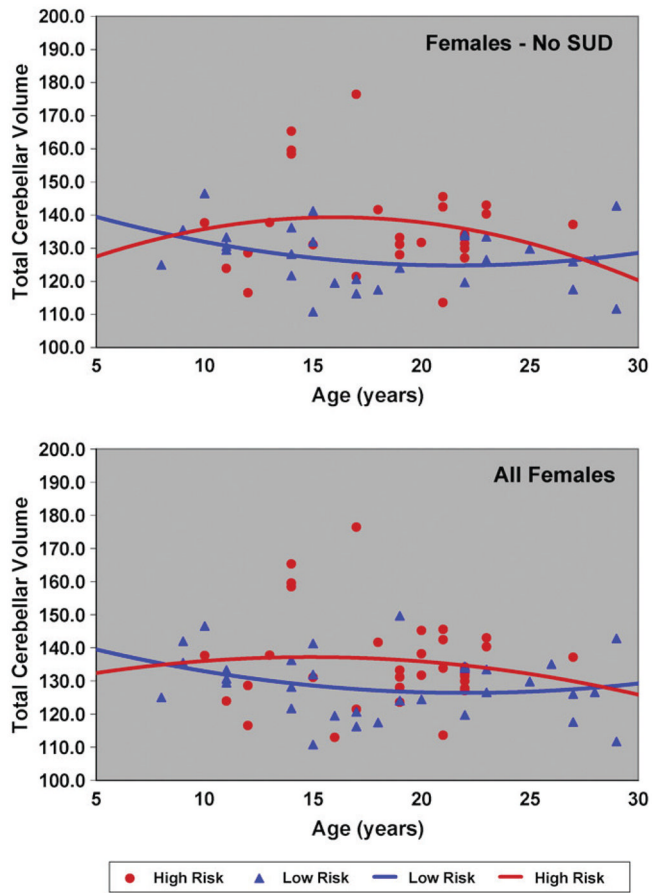 200.0
Females - No SUD
190.0
180.0
170.0
160.0
150.0
140.0
130.0
120.0
110.0
100.0
Total Cerebellar Volume
5 10 15 20 25 30
Age (years)
200.0
All Females
190.0
180.0
170.0
160.0
150.0
140.0
130.0
120.0
110.0
100.0
Total Cerebellar Volume
5 10 15 20 25 30
Age (years)
High Risk Low Risk Low Risk High Risk